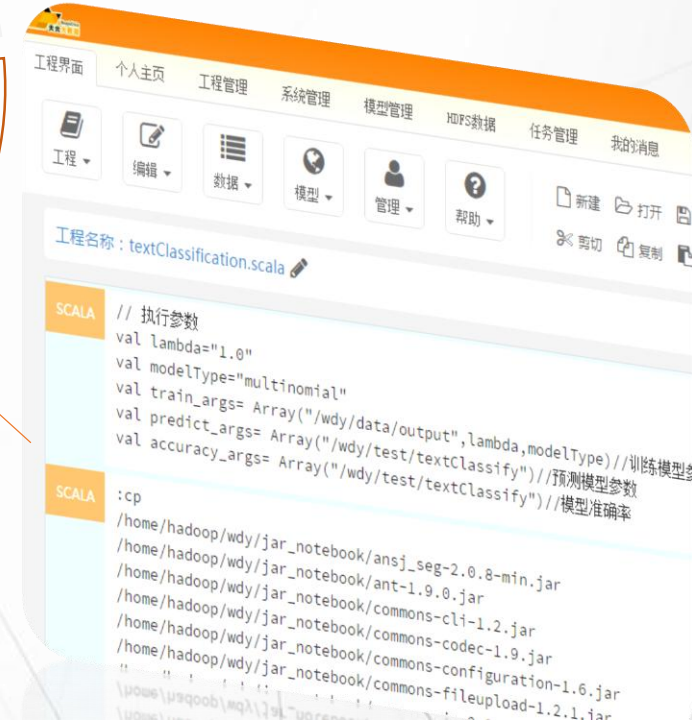 工程界面 个人主页 工程管理 系统管理 模型管理 HDFS数据 任务管理 我的消息
工程 编辑 数据 模型 管理 帮助
新建 打开
剪切 复制
工程名称：textClassification.scala
SCALA
// 执行参数
val lambda="1.0"
val modelType="multinomial"
val train_args= Array("/wdy/data/output",lambda,modelType)//训练模型参
val predict_args= Array("/wdy/test/textClassify")//预测模型参数
val accuracy_args= Array("/wdy/test/textClassify")//模型准确率
SCALA
:cp
/home/hadoop/wdy/jar_notebook/ansj_seg-2.0.8-min.jar
/home/hadoop/wdy/jar_notebook/ant-1.9.0.jar
/home/hadoop/wdy/jar_notebook/commons-cli-1.2.jar
/home/hadoop/wdy/jar_notebook/commons-codec-1.9.jar
/home/hadoop/wdy/jar_notebook/commons-configuration-1.6.jar
/home/hadoop/wdy/jar_notebook/commons-fileupload-1.2.1.jar